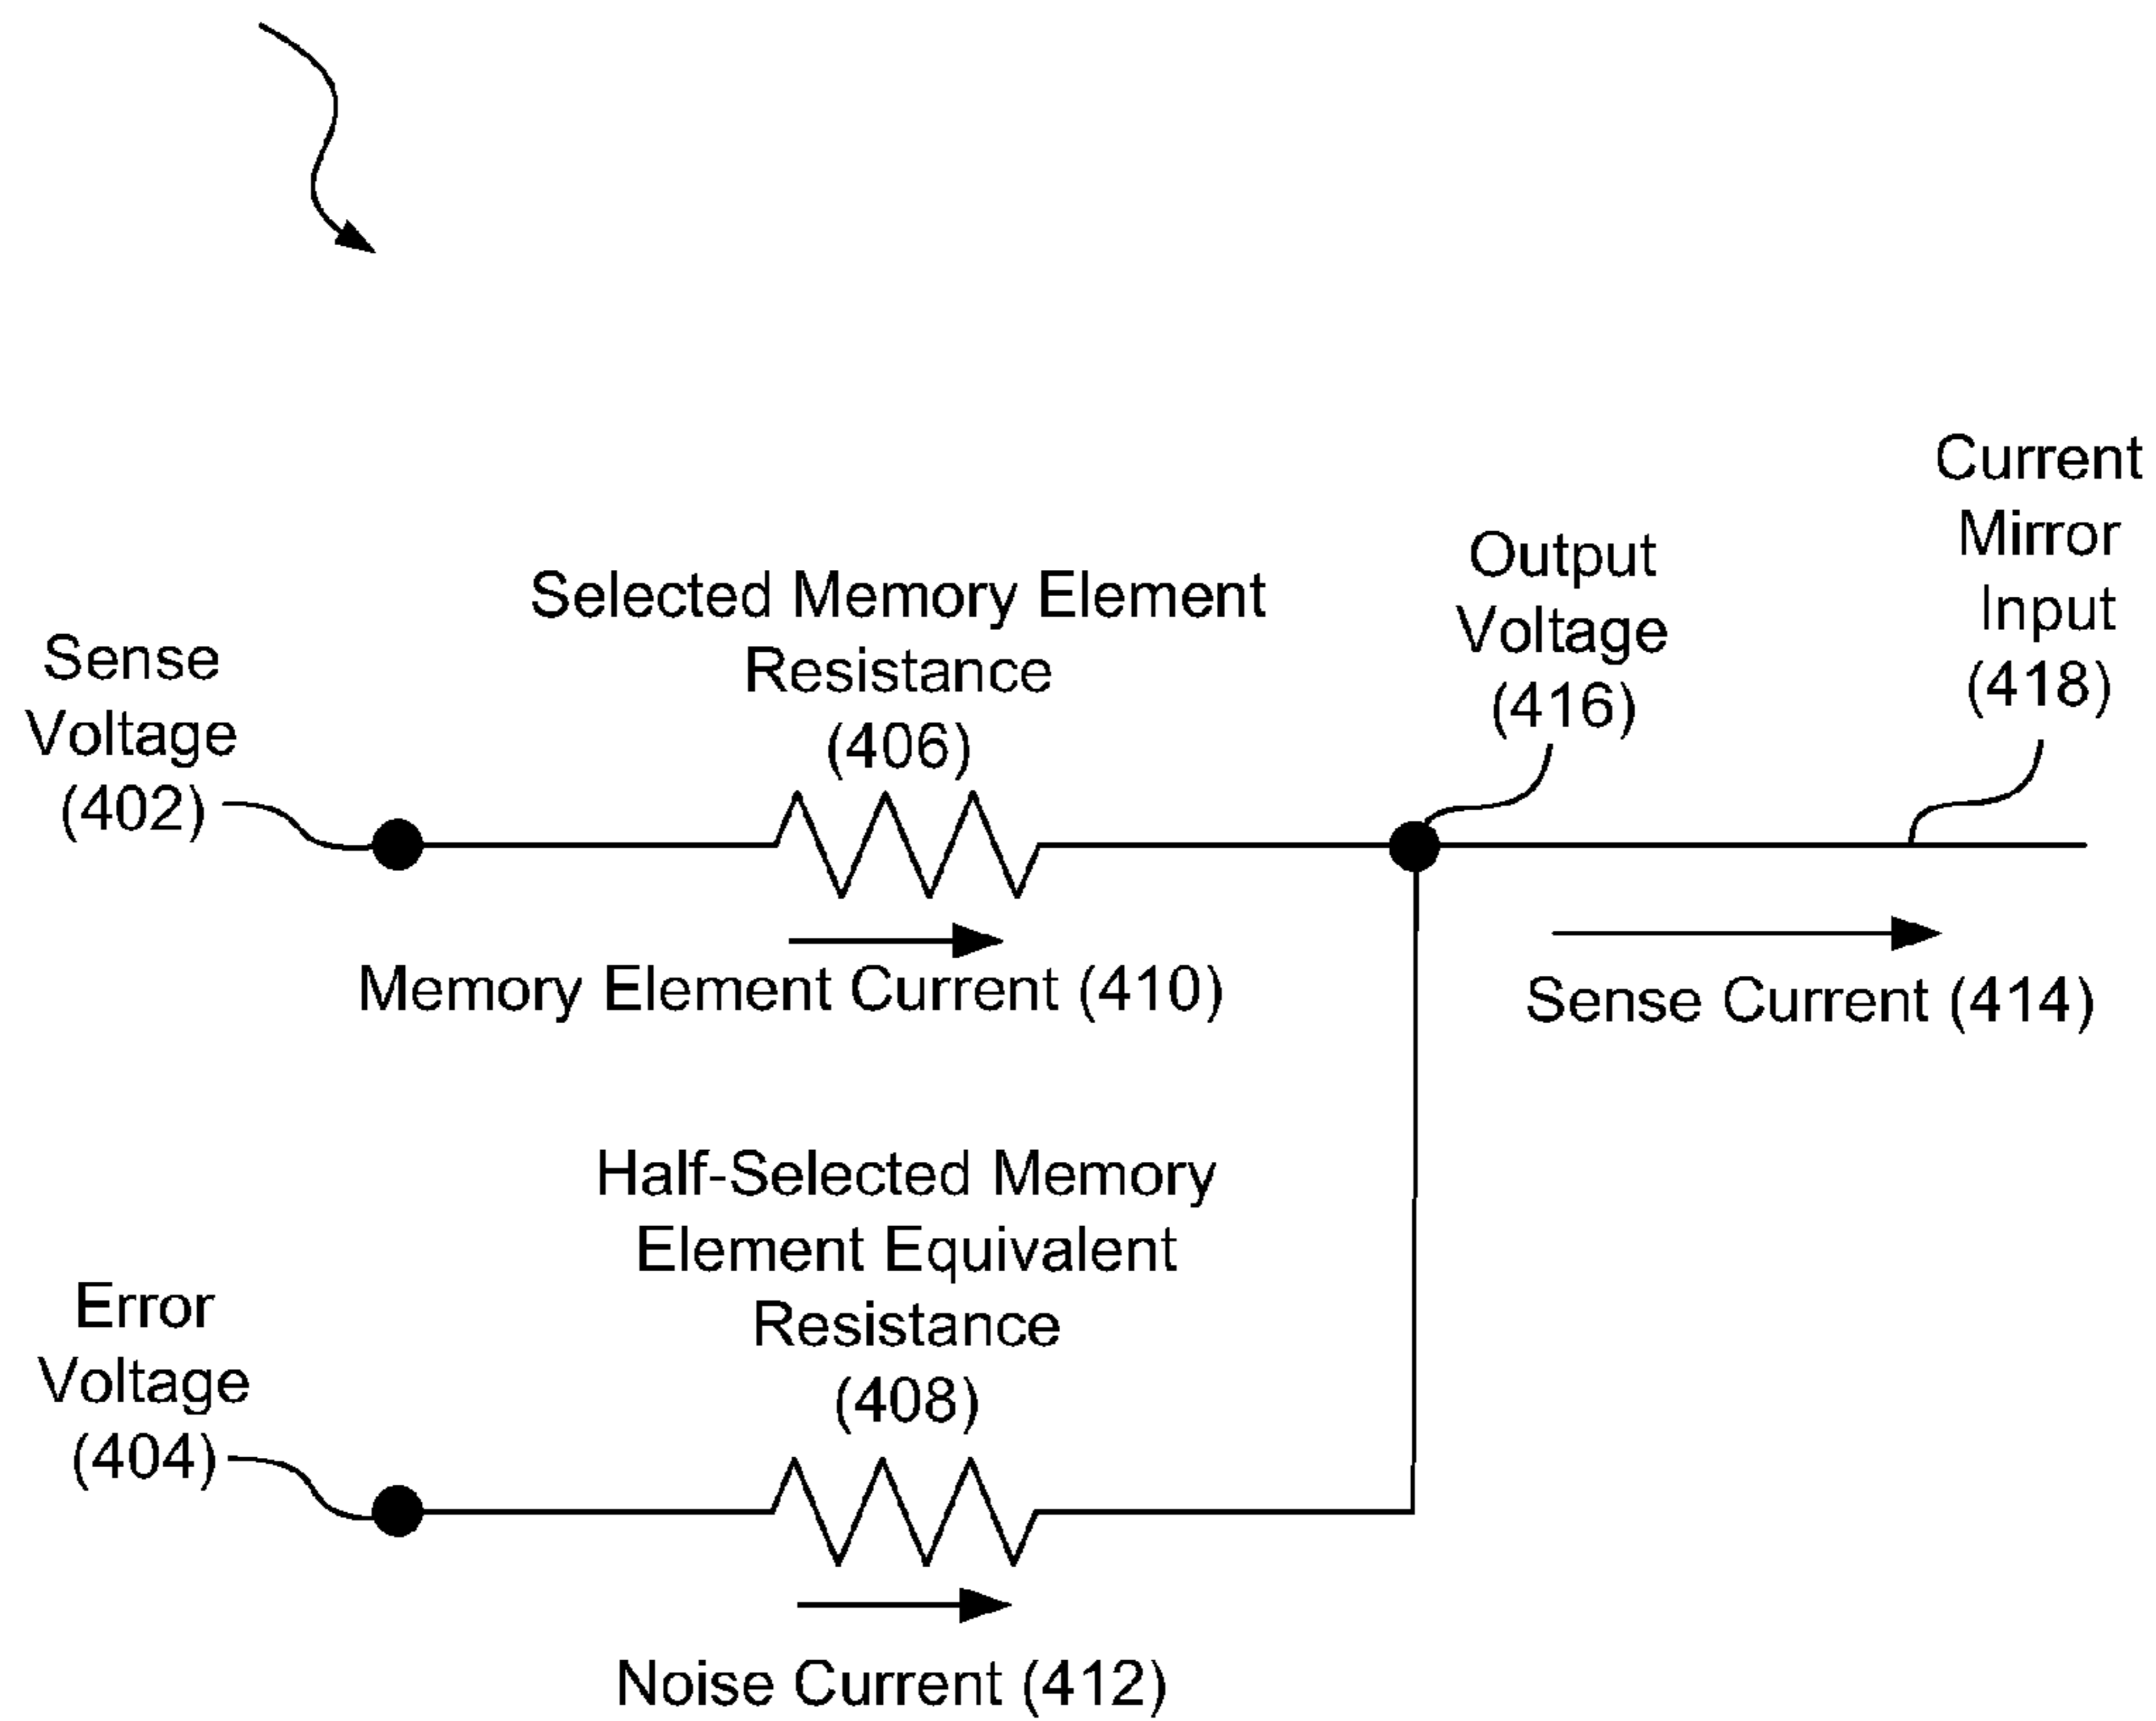 Current
Mirror
Input
(418)
Output
Voltage
(416)
Selected Memory Element
Resistance
(406)
Sense
Voltage
(402)
Memory Element Current (410)
Sense Current (414)
Half-Selected Memory
Element Equivalent
Resistance
(408)
Error
Voltage
(404)
Noise Current (412)